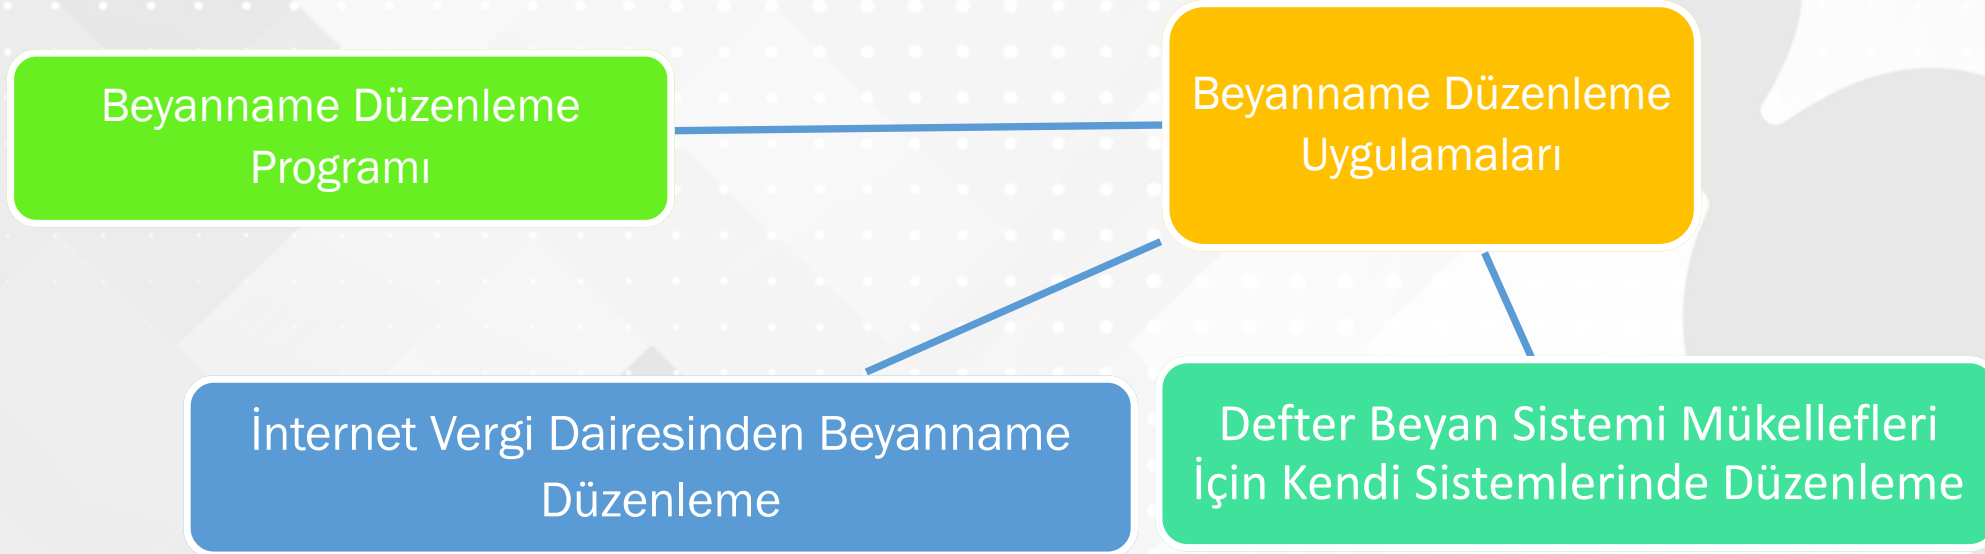 Beyanname Düzenleme
Programı
Beyanname Düzenleme
Uygulamaları
İnternet Vergi Dairesinden Beyanname
Düzenleme
Defter Beyan Sistemi Mükellefleri
İçin Kendi Sistemlerinde Düzenleme